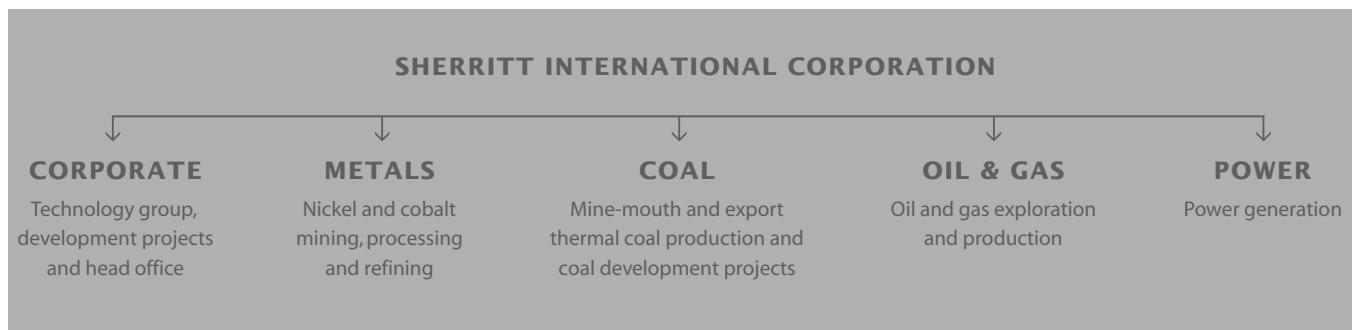 SHERRITT INTERNATIONAL CORPORATION
CORPORATE
Technology group,
development projects
and head office
METALS
Nickel and cobalt
mining, processing
and refining
COAL
Mine-mouth and export
thermal coal production and
coal development projects
OIL & GAS
Oil and gas exploration
and production
POWER
Power generation